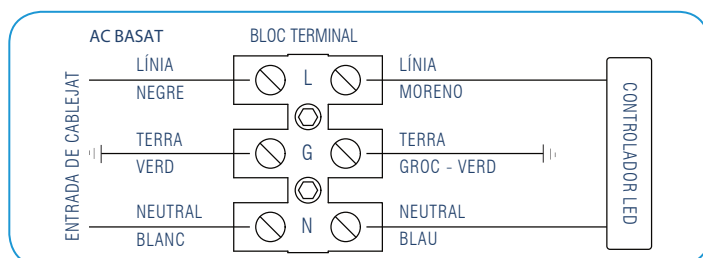 AC BASAT
BLOC TERMINAL
ENTRADA DE CABLEJAT
LÍNIA
NEGRE
L
LÍNIA
MORENO
TERRA
VERD
G
TERRA
GROC - VERD
NEUTRAL
BLANC
N
NEUTRAL
BLAU
CONTROLADOR LED